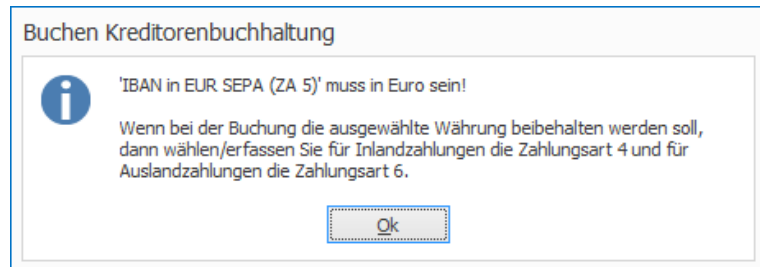 Buchen Kreditorenbuchhaltung
'IBAN in EUR SEPA (ZA 5)' muss in Euro sein!
Wenn bei der Buchung die ausgewählte Währung beibehalten werden soll,
dann wählen/erfassen Sie für Inlandzahlungen die Zahlungsart 4 und für
Auslandzahlungen die Zahlungsart 6.
Ok